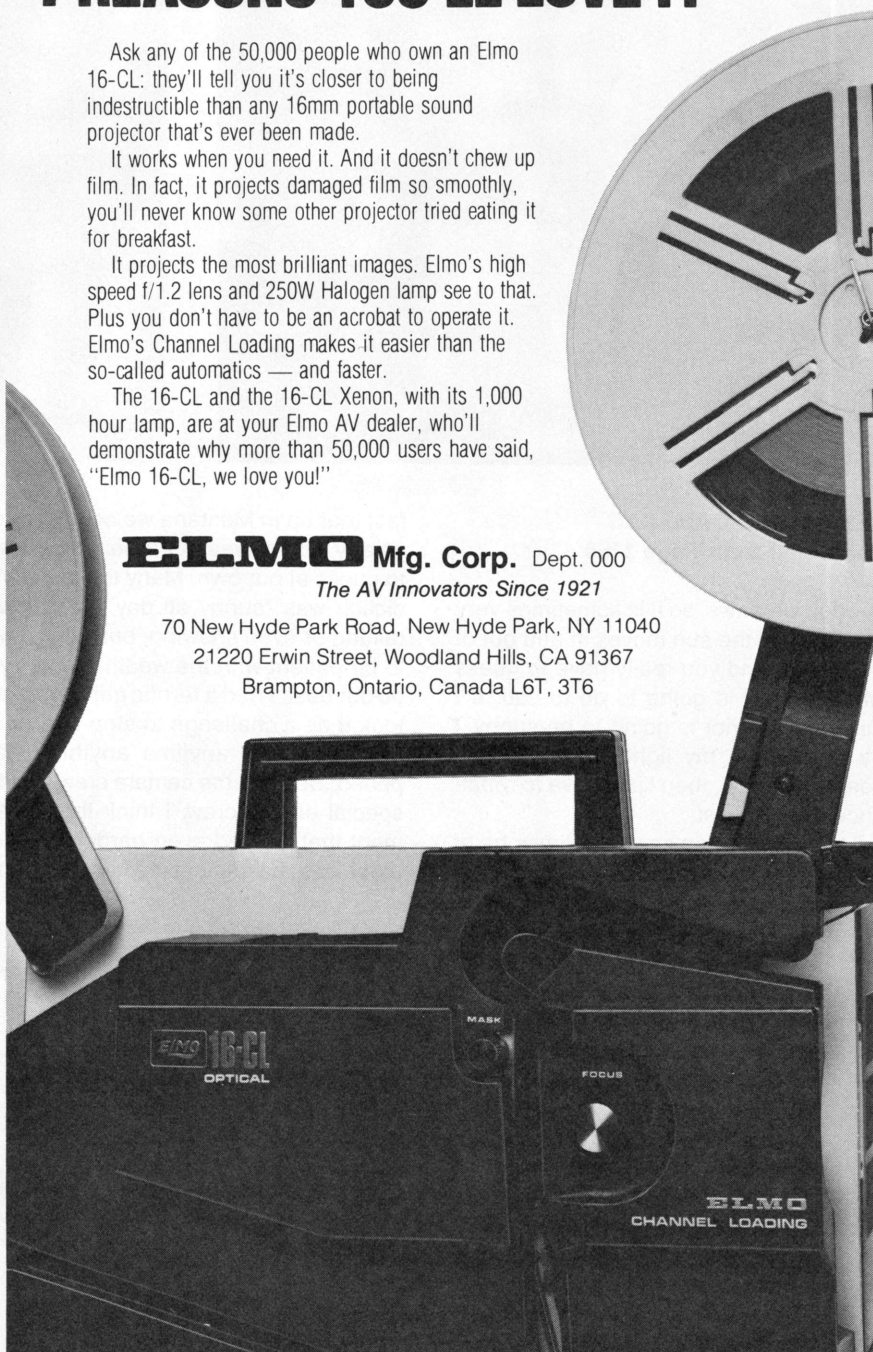 REASONS YOU'LL LOVE IT
Ask any of the 50,000 people who own an Elmo
16-CL: they'll tell you it's closer to being
indestructible than any 16mm portable sound
projector that's ever been made.
It works when you need it. And it doesn't chew up
film. In fact, it projects damaged film so smoothly,
you'll never know some other projector tried eating it
for breakfast.
It projects the most brilliant images. Elmo's high
speed f/1.2 lens and 250W Halogen lamp see to that.
Plus you don't have to be an acrobat to operate it.
Elmo's Channel Loading makes it easier than the
so-called automatics — and faster.
The 16-CL and the 16-CL Xenon, with its 1,000
hour lamp, are at your Elmo AV dealer, who'll
demonstrate why more than 50,000 users have said,
"Elmo 16-CL, we love you!"
ELMO Mfg. Corp. Dept. 000
The AV Innovators Since 1921
70 New Hyde Park Road, New Hyde Park, NY 11040
21220 Erwin Street, Woodland Hills, CA 91367
Brampton, Ontario, Canada L6T, 3T6
MASK
ELMO 16-CL
OPTICAL
FOCUS
ELMO
CHANNEL LOADING